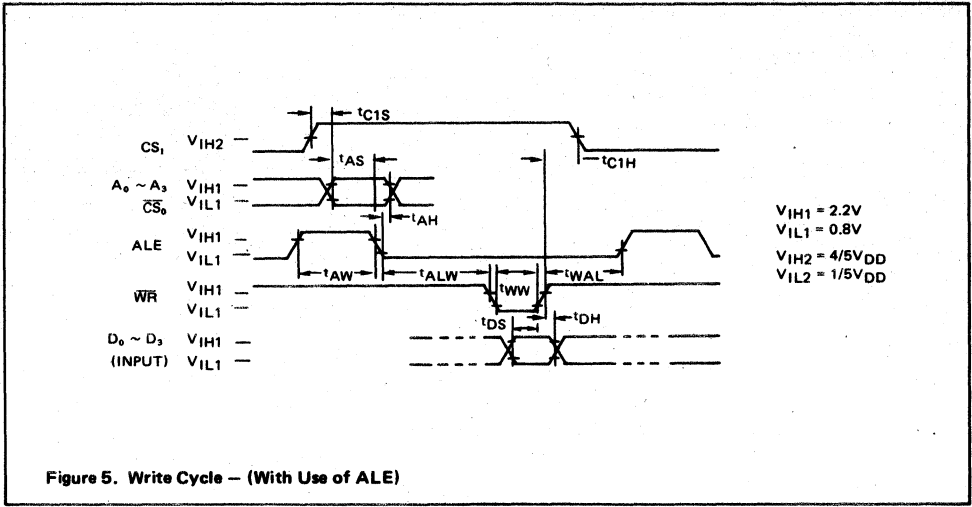 tC1S
CS₁ VIH2
tAS
tC1H
A₀ ~ A₃ VIH1
C̅S̅₀ VIL1
tAH
VIH1 = 2.2V
VIL1 = 0.8V
VIH2 = 4/5VDD
VIL2 = 1/5VDD
ALE VIH1
VIL1
tAW tALW tWW tWAL
W̅R̅ VIH1
VIL1
tDS tDH
D₀ ~ D₃ VIH1
(INPUT) VIL1
Figure 5. Write Cycle — (With Use of ALE)